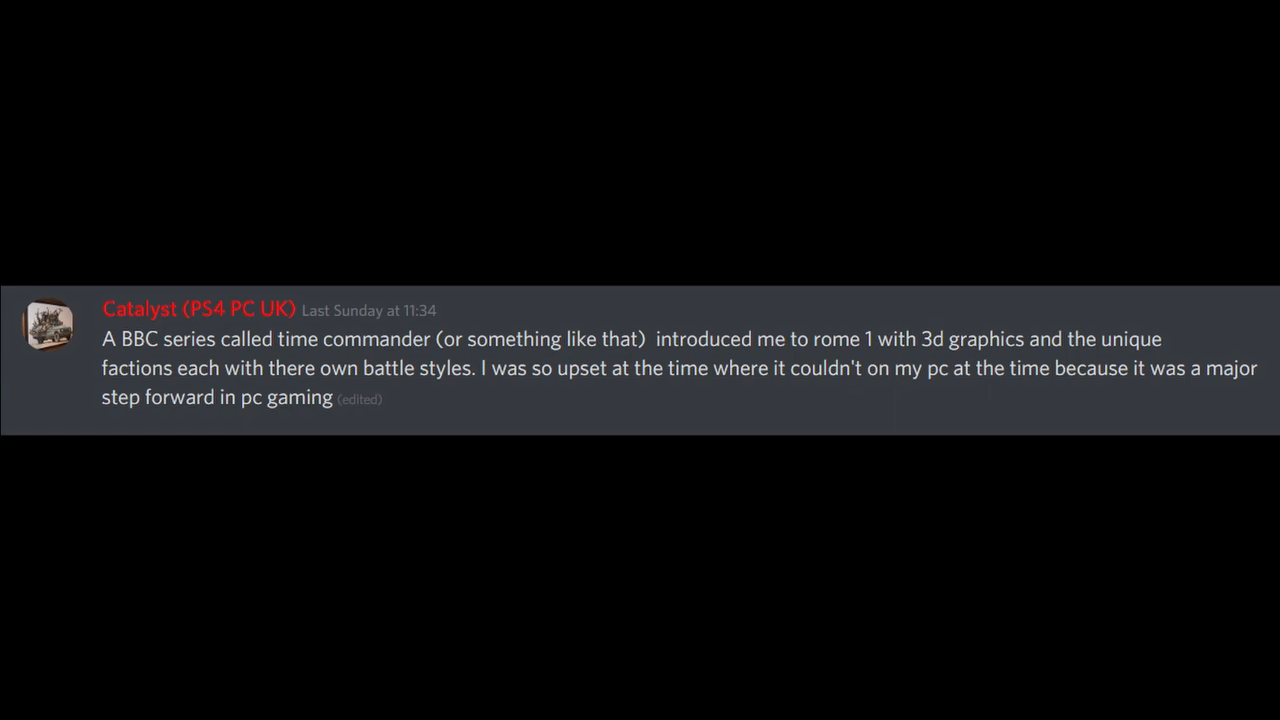 Catalyst (PS4 PC UK) Last Sunday at 11:34
A BBC series called time commander (or something like that)  introduced me to rome 1 with 3d graphics and the unique
factions each with there own battle styles. I was so upset at the time where it couldn't on my pc at the time because it was a major
step forward in pc gaming (edited)